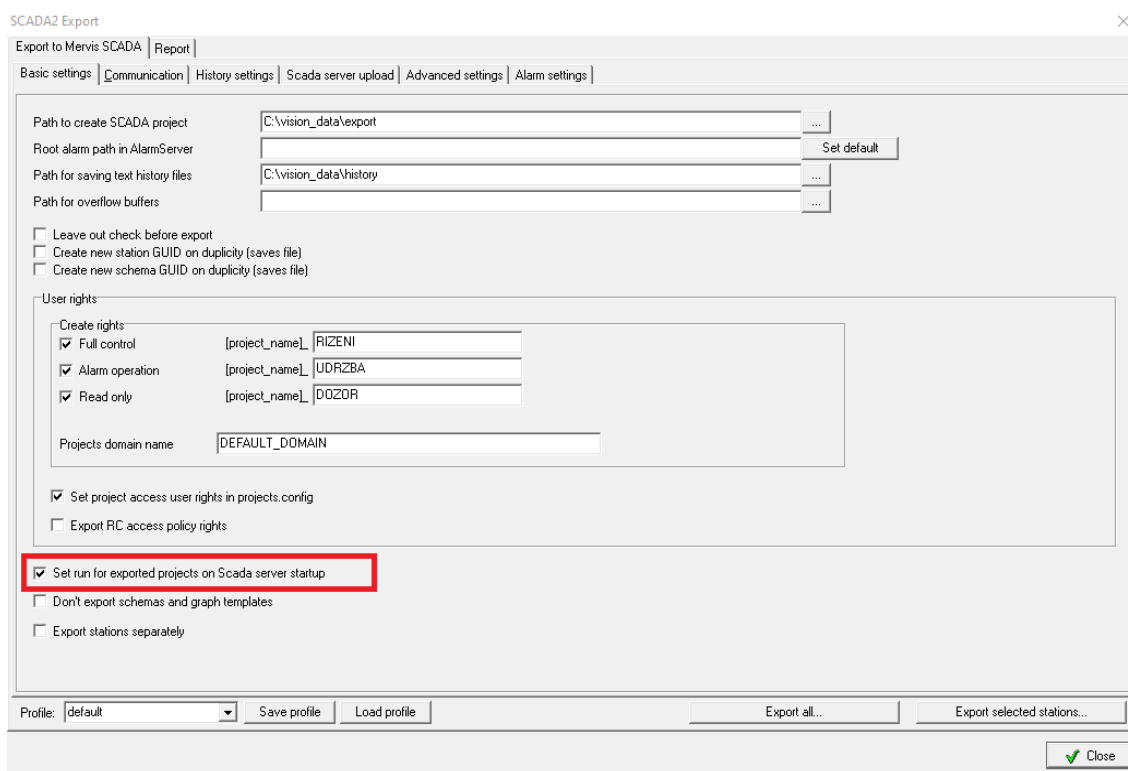 SCADA2 Export
Export to Mervis SCADA Report
Basic settings Communication History settings Scada server upload Advanced settings Alarm settings
Path to create SCADA project C:\vision_data\export ...
Root alarm path in AlarmServer Set default
Path for saving text history files C:\vision_data\history ...
Path for overflow buffers ...
Leave out check before export
Create new station GUID on duplicity (saves file)
Create new schema GUID on duplicity (saves file)
User rights
Create rights
Full control [project_name]_ RIZENI
Alarm operation [project_name]_ UDRZBA
Read only [project_name]_ DOZOR
Projects domain name DEFAULT_DOMAIN
Set project access user rights in projects.config
Export RC access policy rights
Set run for exported projects on Scada server startup
Don't export schemas and graph templates
Export stations separately
Profile: default Save profile Load profile Export all... Export selected stations...
Close